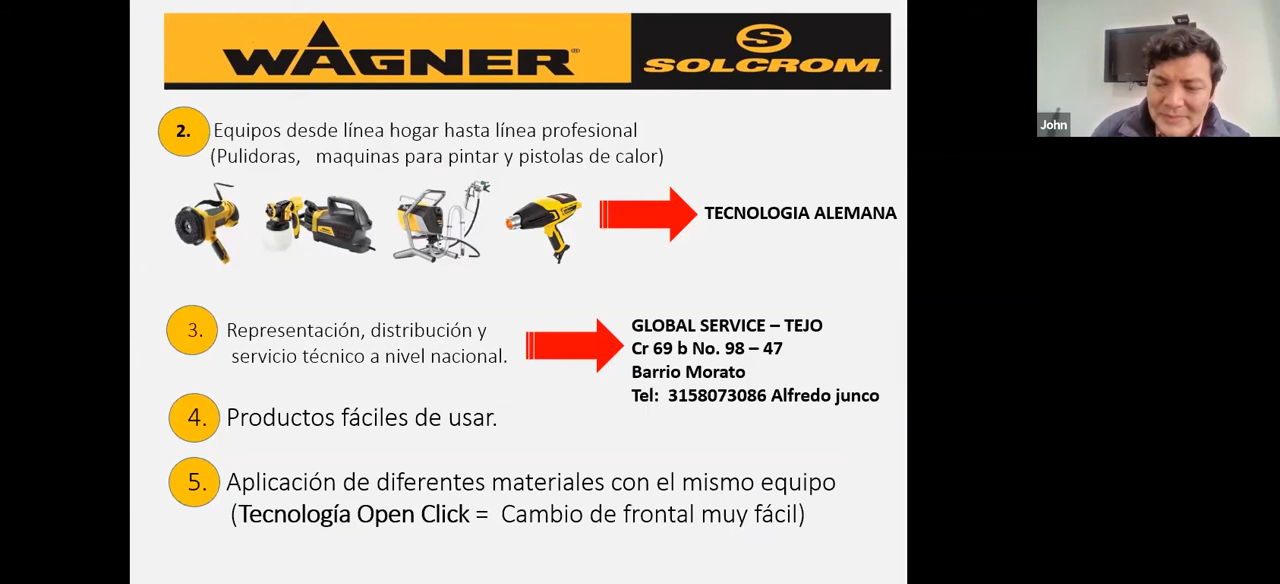 WAGNER®
SOLCROM.
John
2. Equipos desde línea hogar hasta línea profesional
(Pulidoras, maquinas para pintar y pistolas de calor)
TECNOLOGIA ALEMANA
3. Representación, distribución y
servicio técnico a nivel nacional.
GLOBAL SERVICE – TEJO
Cr 69 b No. 98 – 47
Barrio Morato
Tel: 3158073086 Alfredo junco
4. Productos fáciles de usar.
5. Aplicación de diferentes materiales con el mismo equipo
(Tecnología Open Click = Cambio de frontal muy fácil)